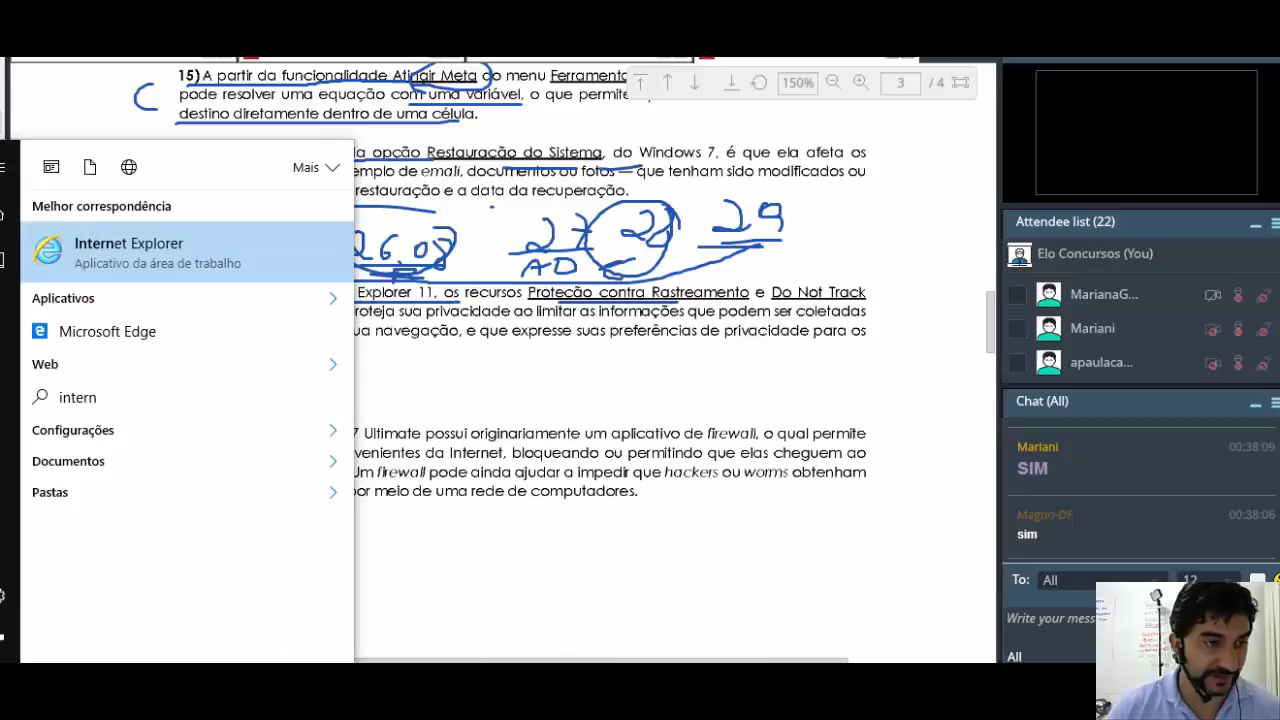 15) A partir da funcionalidade Atingir Meta do menu Ferramenta
pode resolver uma equação com uma variável, o que permite
destino diretamente dentro de uma célula.
C
150%
3
/ 4
a opção Restauração do Sistema, do Windows 7, é que ela afeta os
emplo de emali, documentos ou fotos — que tenham sido modificados ou
restauração e a data da recuperação.
27
29
Explorer 11, os recursos Proteção contra Rastreamento e Do Not Track
roteja sua privacidade ao limitar as informações que podem ser coletadas
ua navegação, e que expresse suas preferências de privacidade para os
7 Ultimate possui originariamente um aplicativo de firewall, o qual permite
venientes da Internet, bloqueando ou permitindo que elas cheguem ao
Um firewall pode ainda ajudar a impedir que hackers ou worms obtenham
por meio de uma rede de computadores.
Mais
Melhor correspondência
Internet Explorer
Aplicativo da área de trabalho
Aplicativos
Microsoft Edge
Web
intern
Configurações
Documentos
Pastas
Attendee list (22)
Elo Concursos (You)
MarianaG...
Mariani
apaulaca...
Chat (All)
Mariani 00:38:09
SIM
Magno-Df 00:38:06
sim
To: All 12
Write your mess
All